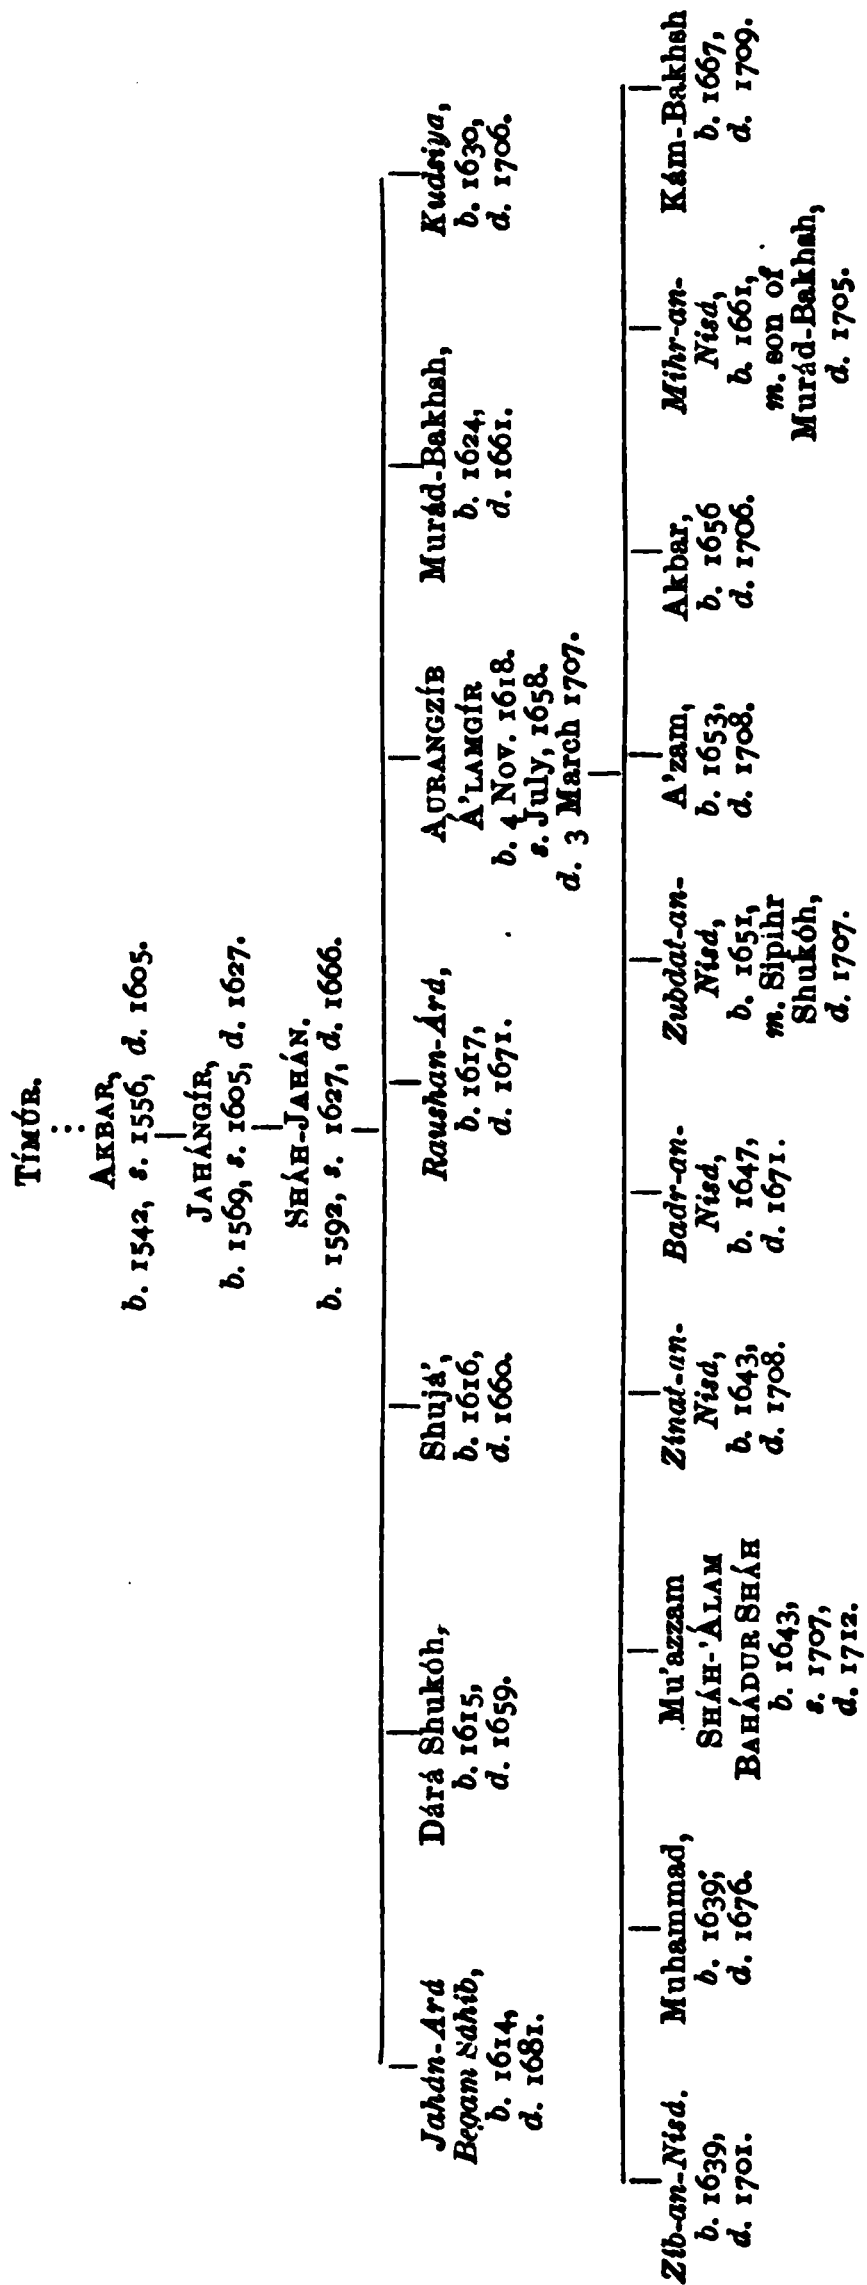 TÍMÚR.
AKBAR,
b. 1542, s. 1556, d. 1605.
JAHÁNGÍR,
b. 1569, s. 1605, d. 1627.
SHÁH-JAHÁN.
b. 1592, s. 1627, d. 1666.
Jahán-Ará
Begam Sáhib,
b. 1614,
d. 1681.
Dárá Shukóh,
b. 1615,
d. 1659.
Shujá',
b. 1616,
d. 1660.
Raushan-Árá,
b. 1617,
d. 1671.
AURANGZÍB
Á'LAMGÍR
b. 4 Nov. 1618.
s. July, 1658.
d. 3 March 1707.
Murád-Bakhsh,
b. 1624,
d. 1661.
Kudsiya,
b. 1630,
d. 1706.
Zíb-an-Nisá.
b. 1639,
d. 1701.
Muhammad,
b. 1639,
d. 1676.
Mu'azzam
SHÁH-'ÁLAM
BAHÁDUR SHÁH
b. 1643,
s. 1707,
d. 1712.
Zínat-an-
Nisá,
b. 1643,
d. 1708.
Badr-an-
Nisá,
b. 1647,
d. 1671.
Zubdat-an-
Nisá,
b. 1651,
m. Sipihr
Shukóh,
d. 1707.
A'zam,
b. 1653,
d. 1708.
Akbar,
b. 1656
d. 1706.
Mihr-an-
Nisá,
b. 1661,
m. son of
Murád-Bakhsh,
d. 1705.
Kám-Bakhsh
b. 1667,
d. 1709.